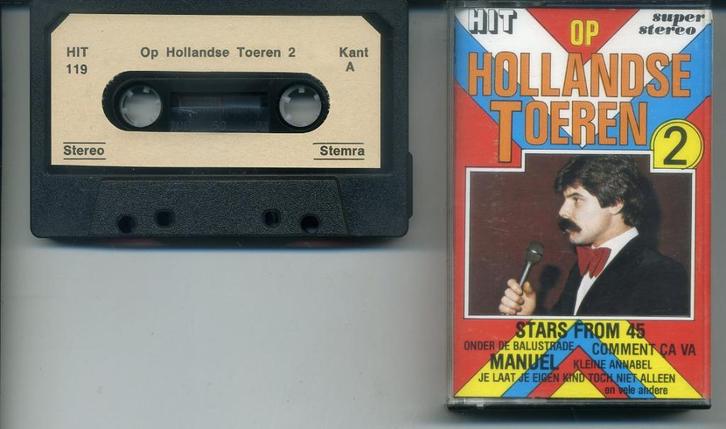 HIT
119
Op Hollandse Toeren 2
Kant
A
Stereo
Stemra
HIT
super
stereo
OP
HOLLANDSE
TOEREN
2
STARS FROM 45
ONDER DE BALUSTRADE
COMMENT ÇA VA
MANUEL
KLEINE ANNABEL
JE LAAT JE EIGEN KIND TOCH NIET ALLEEN
en vele andere